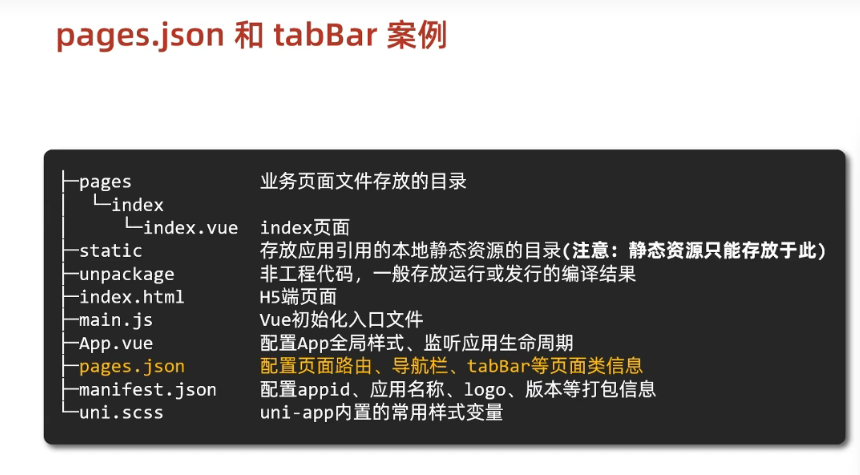 pages.json 和 tabBar 案例
├─pages 业务页面文件存放的目录
│ └─index
│ └─index.vue index页面
├─static 存放应用引用的本地静态资源的目录(注意：静态资源只能存放于此)
├─unpackage 非工程代码，一般存放运行或发行的编译结果
├─index.html H5端页面
├─main.js Vue初始化入口文件
├─App.vue 配置App全局样式、监听应用生命周期
├─pages.json 配置页面路由、导航栏、tabBar等页面类信息
├─manifest.json 配置appid、应用名称、logo、版本等打包信息
└─uni.scss uni-app内置的常用样式变量